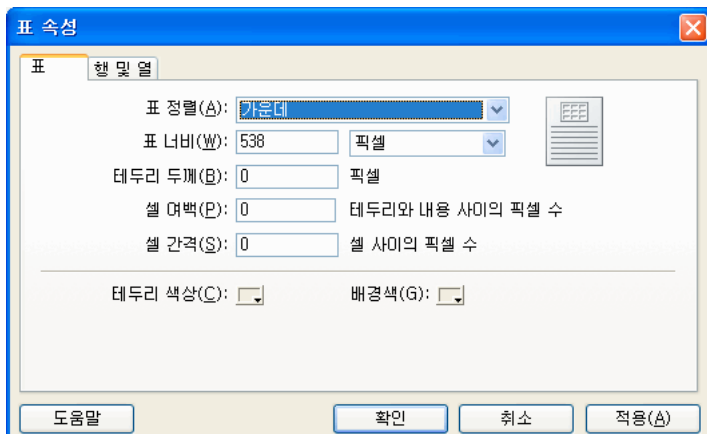 표 속성
표 행 및 열
표 정렬(A): 가운데
표 너비(W): 538 픽셀
테두리 두께(B): 0 픽셀
셀 여백(P): 0 테두리와 내용 사이의 픽셀 수
셀 간격(S): 0 셀 사이의 픽셀 수
테두리 색상(C): 배경색(G):
도움말 확인 취소 적용(A)